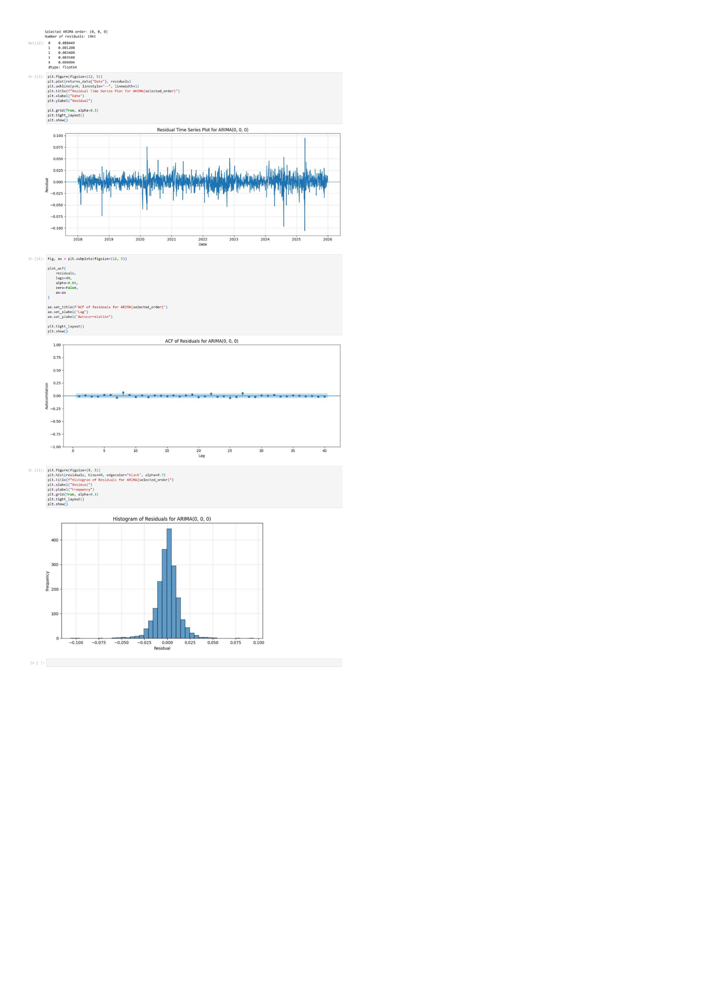 Selected ARIMA order: (0, 0, 0)
Number of residuals: 1943
Out[12]: 0    0.008449
1    0.001208
2    0.002400
3    0.003580
4    0.000004
dtype: float64
In [13]: plt.figure(figsize=(12, 5))
plt.plot(returns_data["Date"], residuals)
plt.axhline(y=0, linestyle="--", linewidth=1)
plt.title(f"Residual Time Series Plot for ARIMA{selected_order}")
plt.xlabel("Date")
plt.ylabel("Residual")
plt.grid(True, alpha=0.3)
plt.tight_layout()
plt.show()
Residual Time Series Plot for ARIMA(0, 0, 0)
0.100
0.075
0.050
0.025
0.000
−0.025
−0.050
−0.075
−0.100
Residual
2018 2019 2020 2021 2022 2023 2024 2025 2026
Date
In [14]: fig, ax = plt.subplots(figsize=(12, 5))
plot_acf(
    residuals,
    lags=40,
    alpha=0.05,
    zero=False,
    ax=ax
)
ax.set_title(f"ACF of Residuals for ARIMA{selected_order}")
ax.set_xlabel("Lag")
ax.set_ylabel("Autocorrelation")
plt.tight_layout()
plt.show()
ACF of Residuals for ARIMA(0, 0, 0)
1.00
0.75
0.50
0.25
0.00
−0.25
−0.50
−0.75
−1.00
Autocorrelation
0 5 10 15 20 25 30 35 40
Lag
In [15]: plt.figure(figsize=(8, 5))
plt.hist(residuals, bins=40, edgecolor="black", alpha=0.7)
plt.title(f"Histogram of Residuals for ARIMA{selected_order}")
plt.xlabel("Residual")
plt.ylabel("Frequency")
plt.grid(True, alpha=0.3)
plt.tight_layout()
plt.show()
Histogram of Residuals for ARIMA(0, 0, 0)
400
300
200
100
0
Frequency
−0.100 −0.075 −0.050 −0.025 0.000 0.025 0.050 0.075 0.100
Residual
In [ ]: